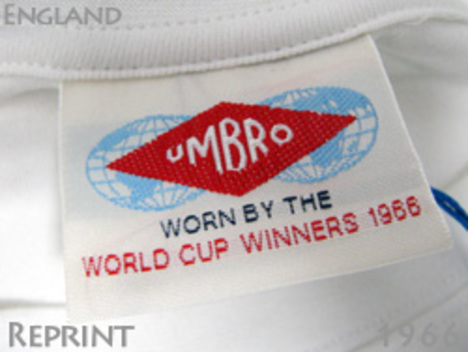 ENGLAND
UMBRO
WORN BY THE
WORLD CUP WINNERS 1966
REPRINT 1966